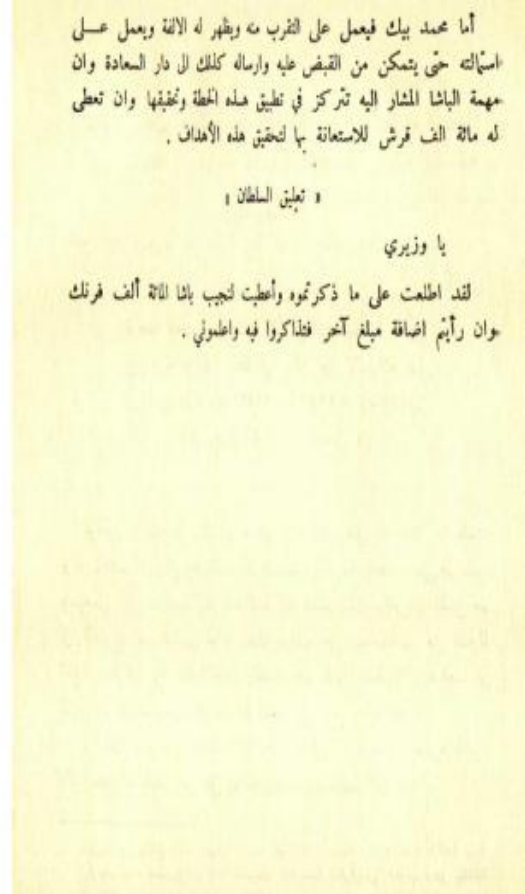 أما محمد بيك فيعمل على التقرب منه ويظهر له الالفة ويعمل عـــلى
استمالته حتى يتمكن من القبض عليه وارساله كذلك الى دار السعادة وان
مهمة الباشا المشار اليه تتركز في تطبيق هـذه الخطة وتحقيقها وان تعطى
له مائة الف قرش للاستعانة بها لتحقيق هذه الأهداف .
« تعليق السلطان »
يا وزيري
لقد اطلعت على ما ذكرتموه وأعطيت لنجيب باشا المائة ألف فرنك
وان رأيتم اضافة مبلغ آخر فتذاكروا فيه واعلموني .